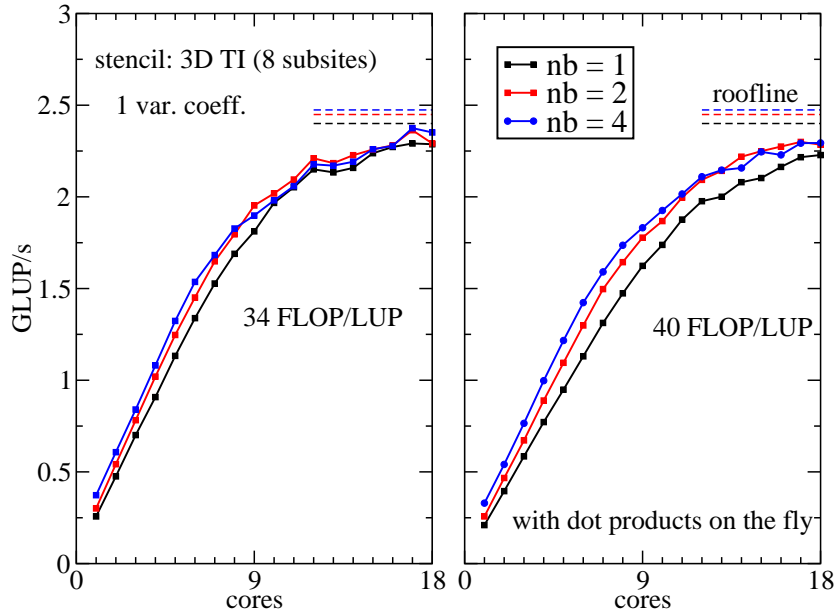 stencil: 3D TI (8 subsites)
1 var. coeff.
34 FLOP/LUP
GLUP/s
3
2.5
2
1.5
1
0.5
0
0
9
18
cores
nb = 1
nb = 2
nb = 4
roofline
40 FLOP/LUP
with dot products on the fly
0
9
18
cores